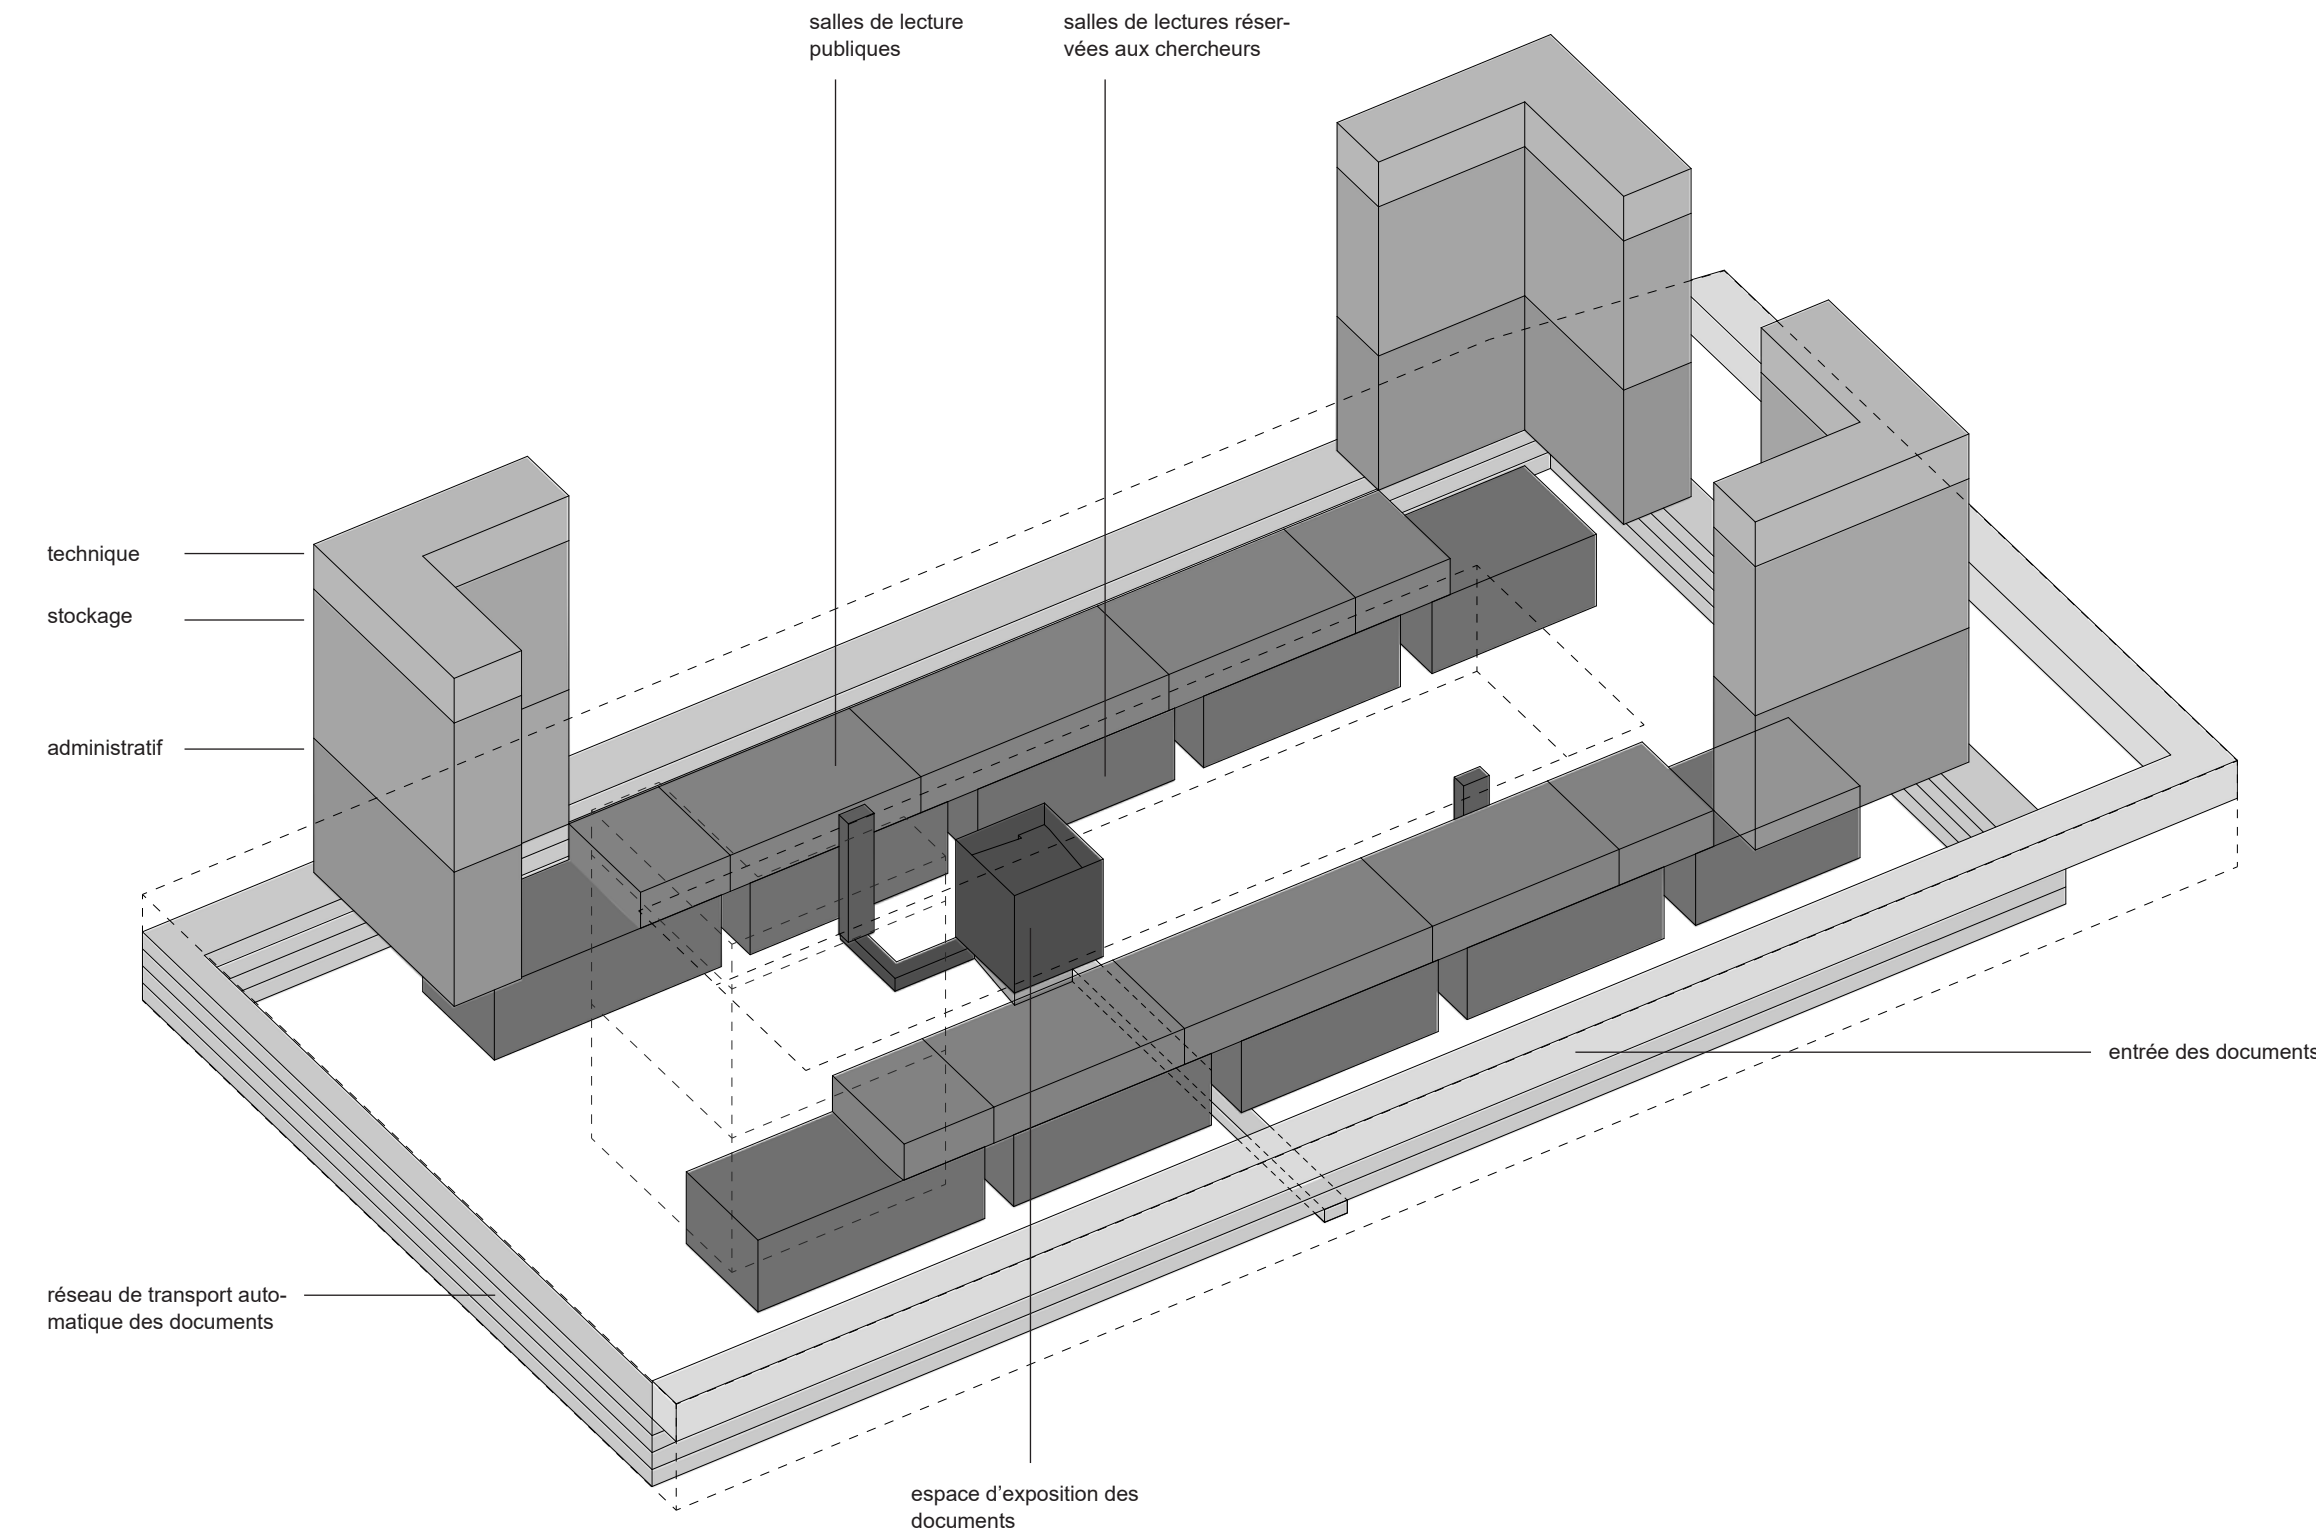 salles de lecture
publiques
salles de lectures réser-
vées aux chercheurs
technique
stockage
administratif
entrée des documents
réseau de transport auto-
matique des documents
espace d’exposition des
documents